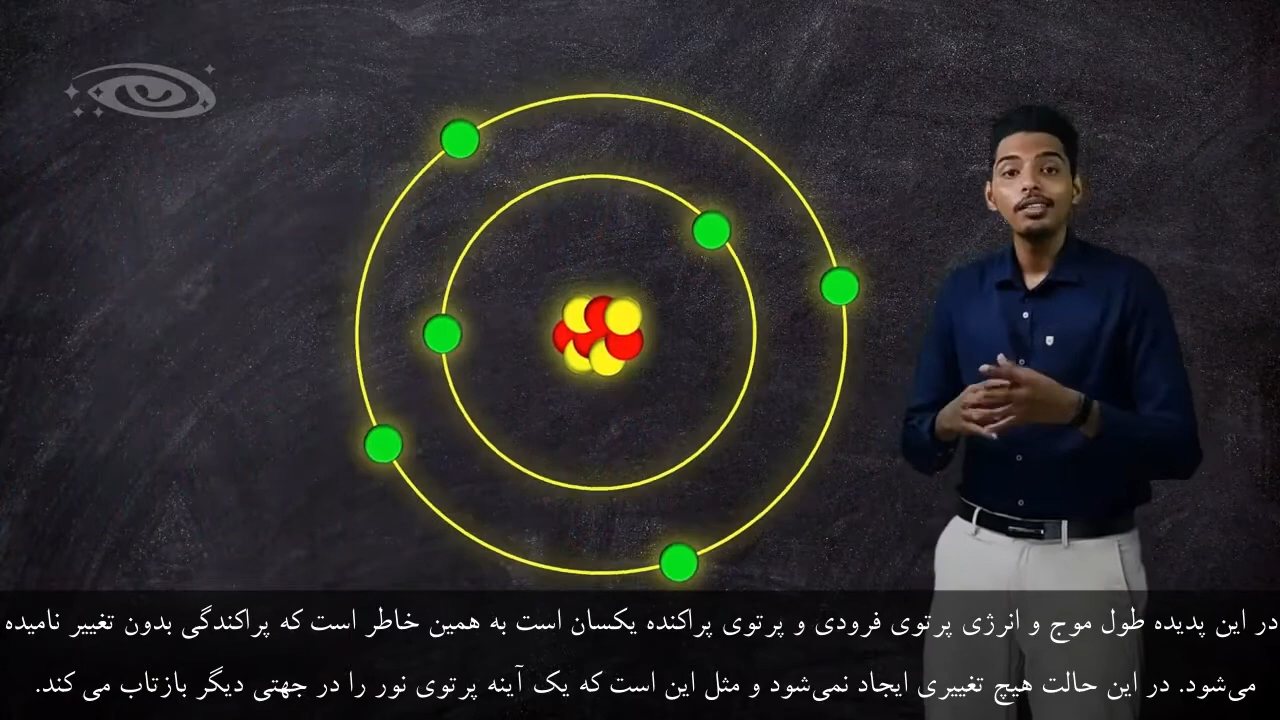 در این پدیده طول موج و انرژی پرتوی فرودی و پرتوی پراکنده یکسان است به همین خاطر است که پراکندگی بدون تغییر نامیده
می‌شود. در این حالت هیچ تغییری ایجاد نمی‌شود و مثل این است که یک آینه پرتوی نور را در جهتی دیگر بازتاب می کند.